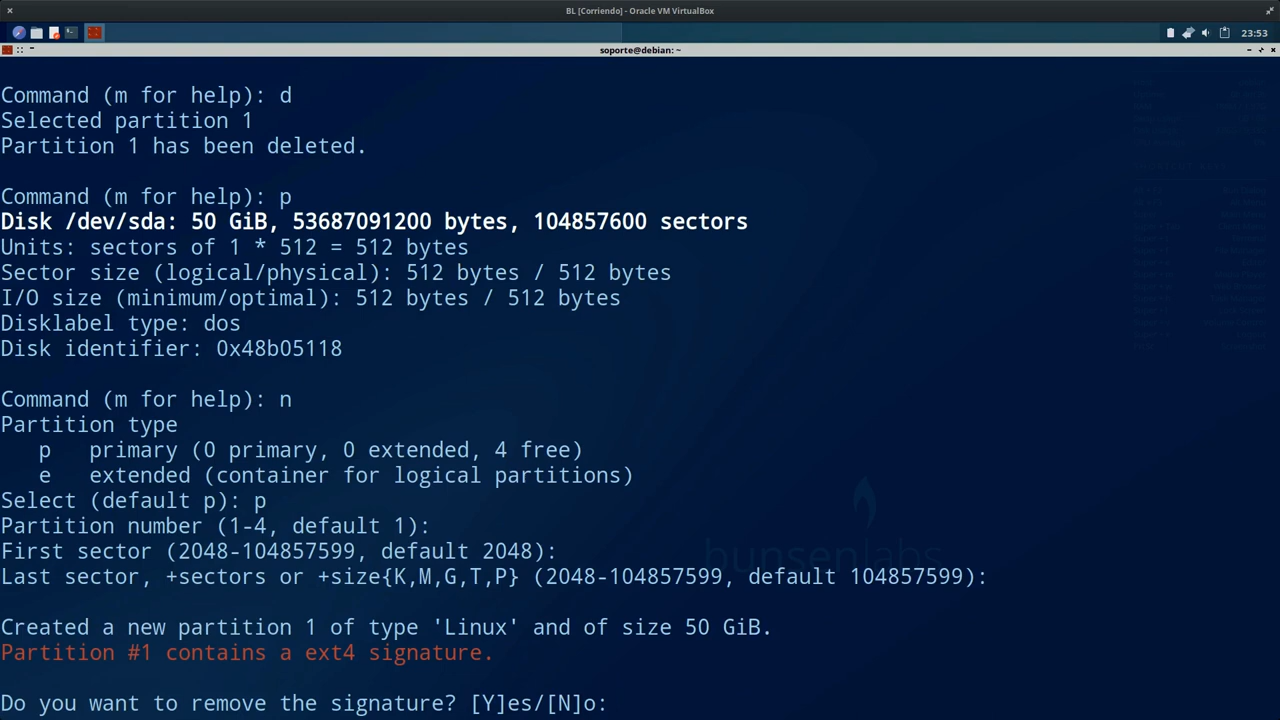 BL [Corriendo] - Oracle VM VirtualBox
23:53
soporte@debian: ~
Command (m for help): d
Selected partition 1
Partition 1 has been deleted.
Command (m for help): p
Disk /dev/sda: 50 GiB, 53687091200 bytes, 104857600 sectors
Units: sectors of 1 * 512 = 512 bytes
Sector size (logical/physical): 512 bytes / 512 bytes
I/O size (minimum/optimal): 512 bytes / 512 bytes
Disklabel type: dos
Disk identifier: 0x48b05118
Command (m for help): n
Partition type
p   primary (0 primary, 0 extended, 4 free)
e   extended (container for logical partitions)
Select (default p): p
Partition number (1-4, default 1):
First sector (2048-104857599, default 2048):
bunsenlabs
Last sector, +sectors or +size{K,M,G,T,P} (2048-104857599, default 104857599):
Created a new partition 1 of type 'Linux' and of size 50 GiB.
Partition #1 contains a ext4 signature.
Do you want to remove the signature? [Y]es/[N]o: